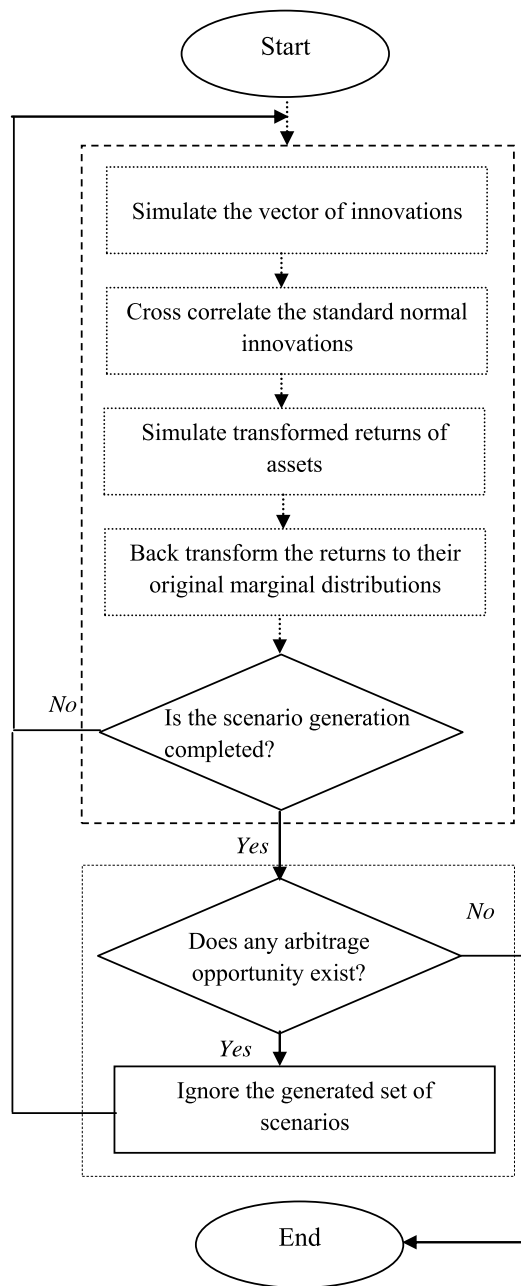 Start
Simulate the vector of innovations
Cross correlate the standard normal
innovations
Simulate transformed returns of
assets
Back transform the returns to their
original marginal distributions
No
Is the scenario generation
completed?
Yes
No
Does any arbitrage
opportunity exist?
Yes
Ignore the generated set of
scenarios
End